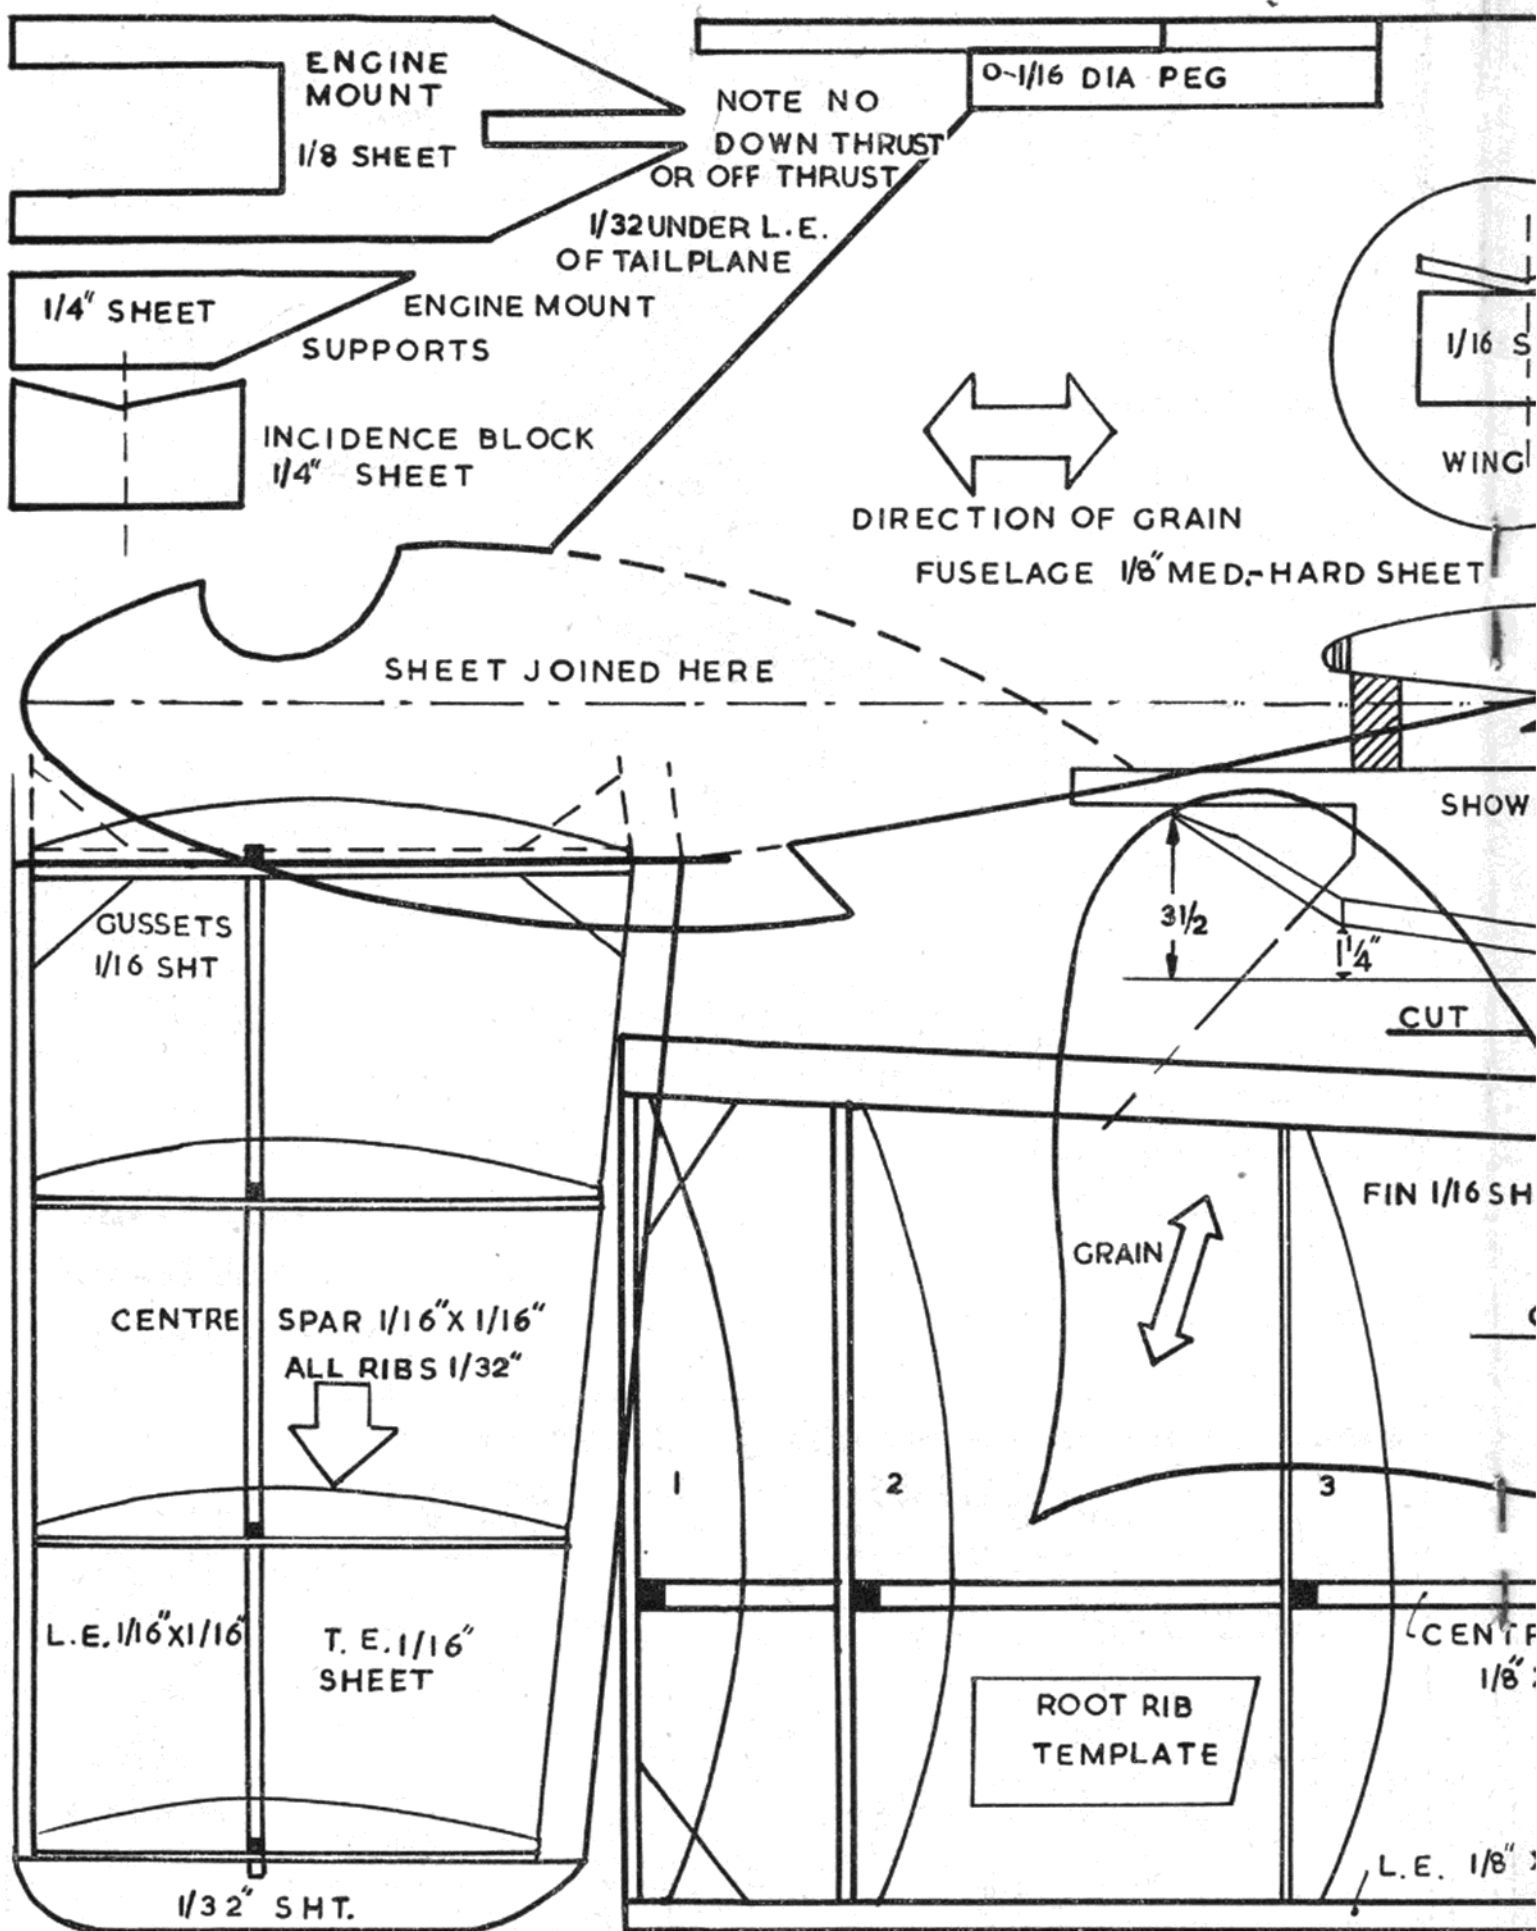 ENGINE
MOUNT
1/8 SHEET
NOTE NO
DOWN THRUST
OR OFF THRUST
1/32 UNDER L.E.
OF TAILPLANE
0-1/16 DIA PEG
1/4" SHEET
ENGINE MOUNT
SUPPORTS
INCIDENCE BLOCK
1/4" SHEET
1/16 S
WING
DIRECTION OF GRAIN
FUSELAGE 1/8" MED.-HARD SHEET
SHEET JOINED HERE
SHOW
GUSSETS
1/16 SHT
3 1/2
1 1/4"
CUT
FIN 1/16 SH
GRAIN
CENTRE SPAR 1/16" X 1/16"
ALL RIBS 1/32"
1
2
3
L.E. 1/16" X 1/16"
T. E. 1/16"
SHEET
CENTR
1/8"
ROOT RIB
TEMPLATE
L.E. 1/8"
1/32" SHT.